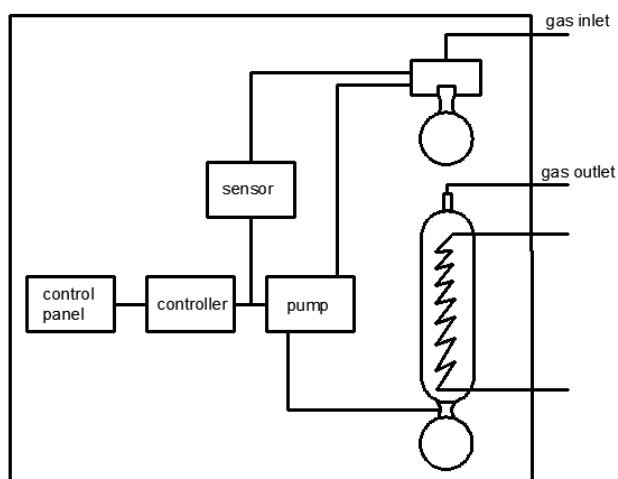 gas inlet
sensor
gas outlet
control
panel
controller
pump